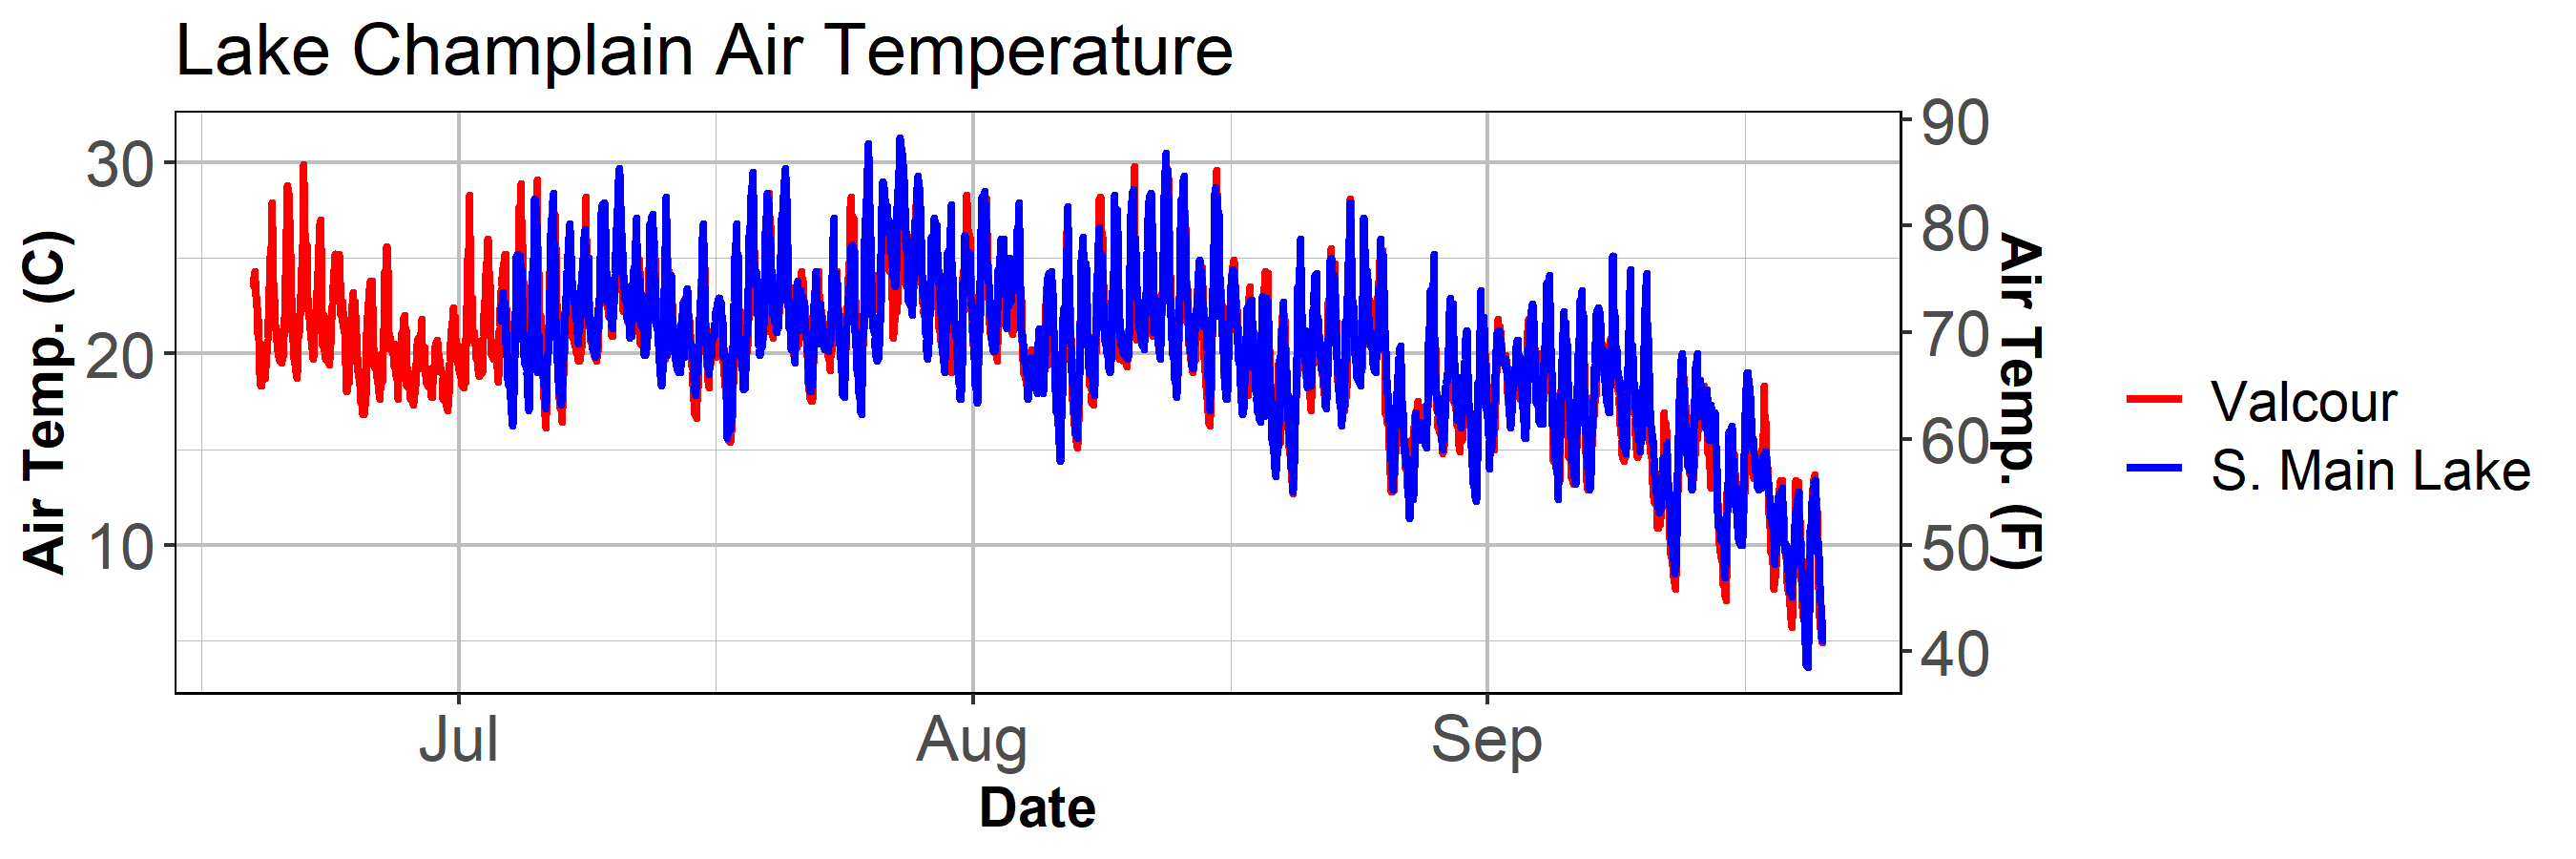 Lake Champlain Air Temperature
Air Temp. (C)
30
20
10
90
80
70
60
50
40
Air Temp. (F)
Jul
Aug
Sep
Date
Valcour
S. Main Lake